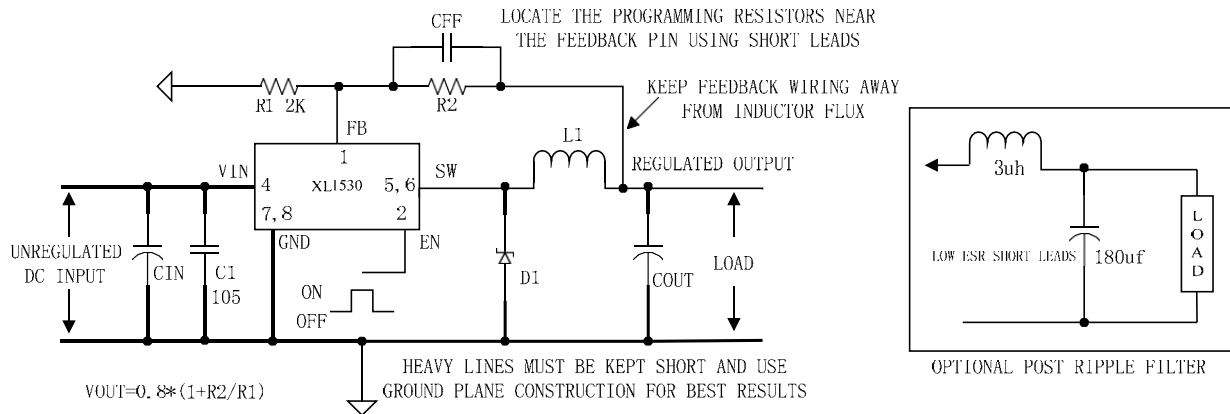 CFF
LOCATE THE PROGRAMMING RESISTORS NEAR
THE FEEDBACK PIN USING SHORT LEADS
R1 2K
R2
KEEP FEEDBACK WIRING AWAY
FROM INDUCTOR FLUX
FB
L1
VIN
1
SW
REGULATED OUTPUT
4
XL1530
5,6
7,8
2
GND
EN
UNREGULATED
DC INPUT
CIN
C1
105
ON
OFF
D1
COUT
LOAD
3uh
LOW ESR SHORT LEADS
180uf
LOAD
VOUT=0.8*(1+R2/R1)
HEAVY LINES MUST BE KEPT SHORT AND USE
GROUND PLANE CONSTRUCTION FOR BEST RESULTS
OPTIONAL POST RIPPLE FILTER